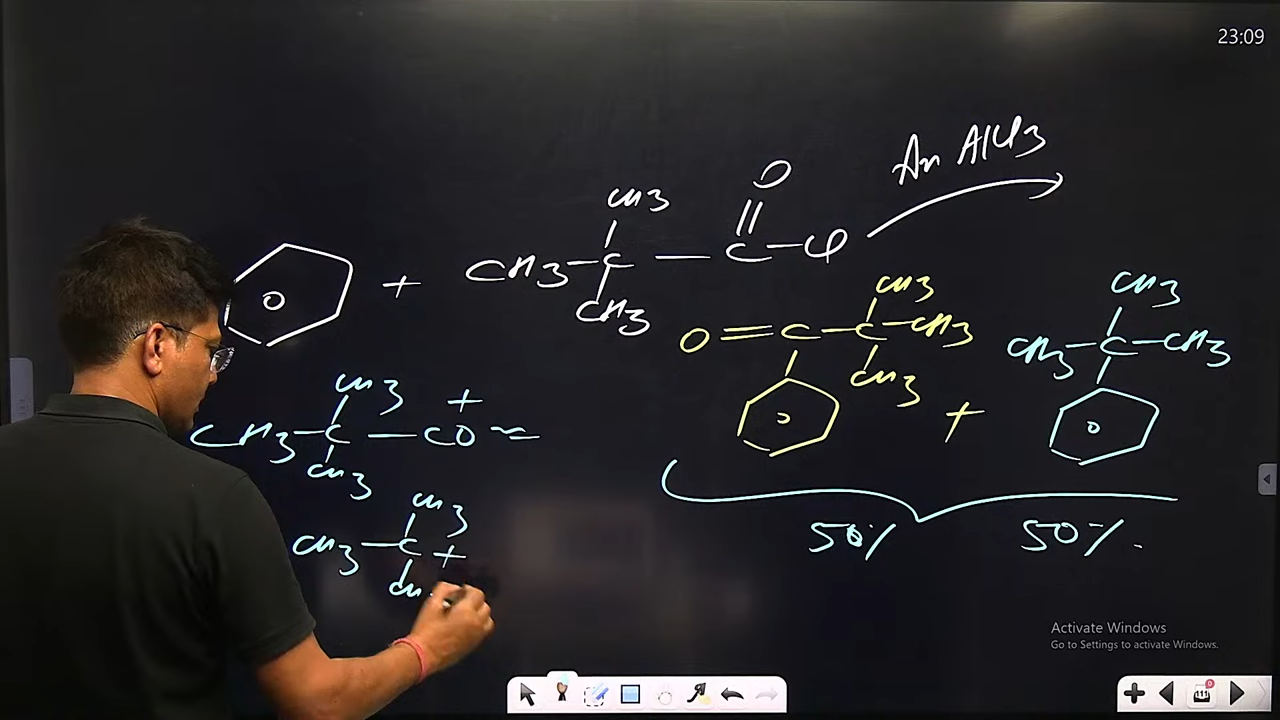 23:09
An AlCl3
O
||
CH3
CH3-C-C-Cl
CH3
+
CH3
O=C-C-CH3
CH3
+
CH3
CH3-C-CH3
CH3 +
CH3-C-CO
CH3
CH3
CH3-C+
50% 50%.
Activate Windows
Go to Settings to activate Windows.